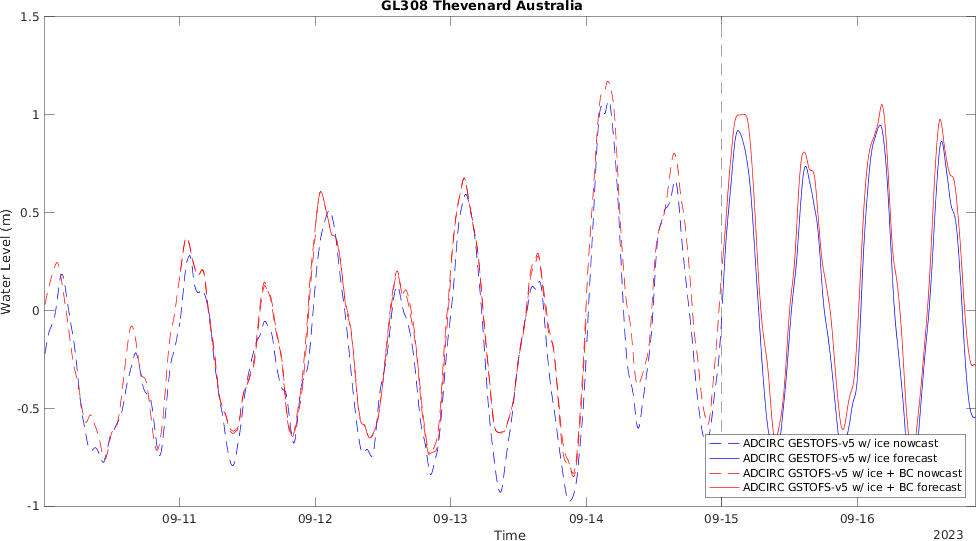 GL308 Thevenard Australia
1.5
1
0.5
0
-0.5
-1
Water Level (m)
09-11
09-12
09-13
09-14
09-15
09-16
Time
2023
ADCIRC GESTOFS-v5 w/ ice nowcast
ADCIRC GESTOFS-v5 w/ ice forecast
ADCIRC GSTOFS-v5 w/ ice + BC nowcast
ADCIRC GSTOFS-v5 w/ ice + BC forecast